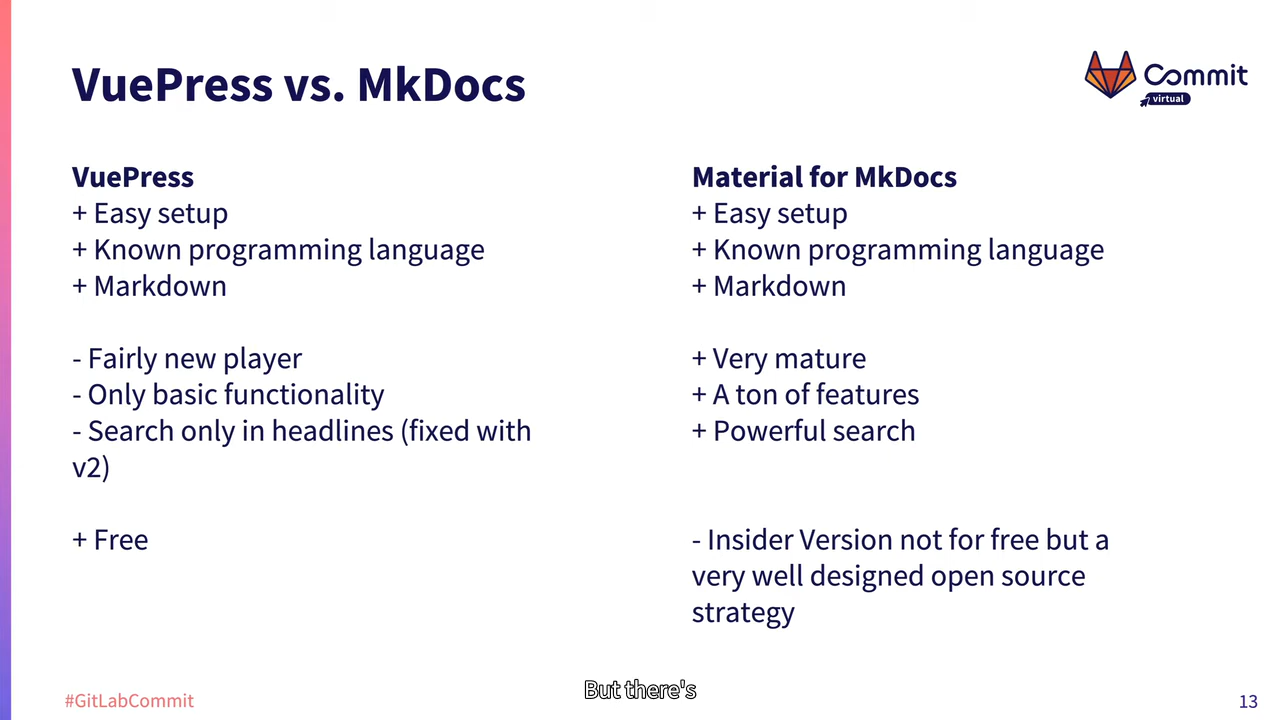 VuePress vs. MkDocs
Commit
virtual
VuePress
+ Easy setup
+ Known programming language
+ Markdown
- Fairly new player
- Only basic functionality
- Search only in headlines (fixed with
v2)
+ Free
Material for MkDocs
+ Easy setup
+ Known programming language
+ Markdown
+ Very mature
+ A ton of features
+ Powerful search
- Insider Version not for free but a
very well designed open source
strategy
But there's
#GitLabCommit
13